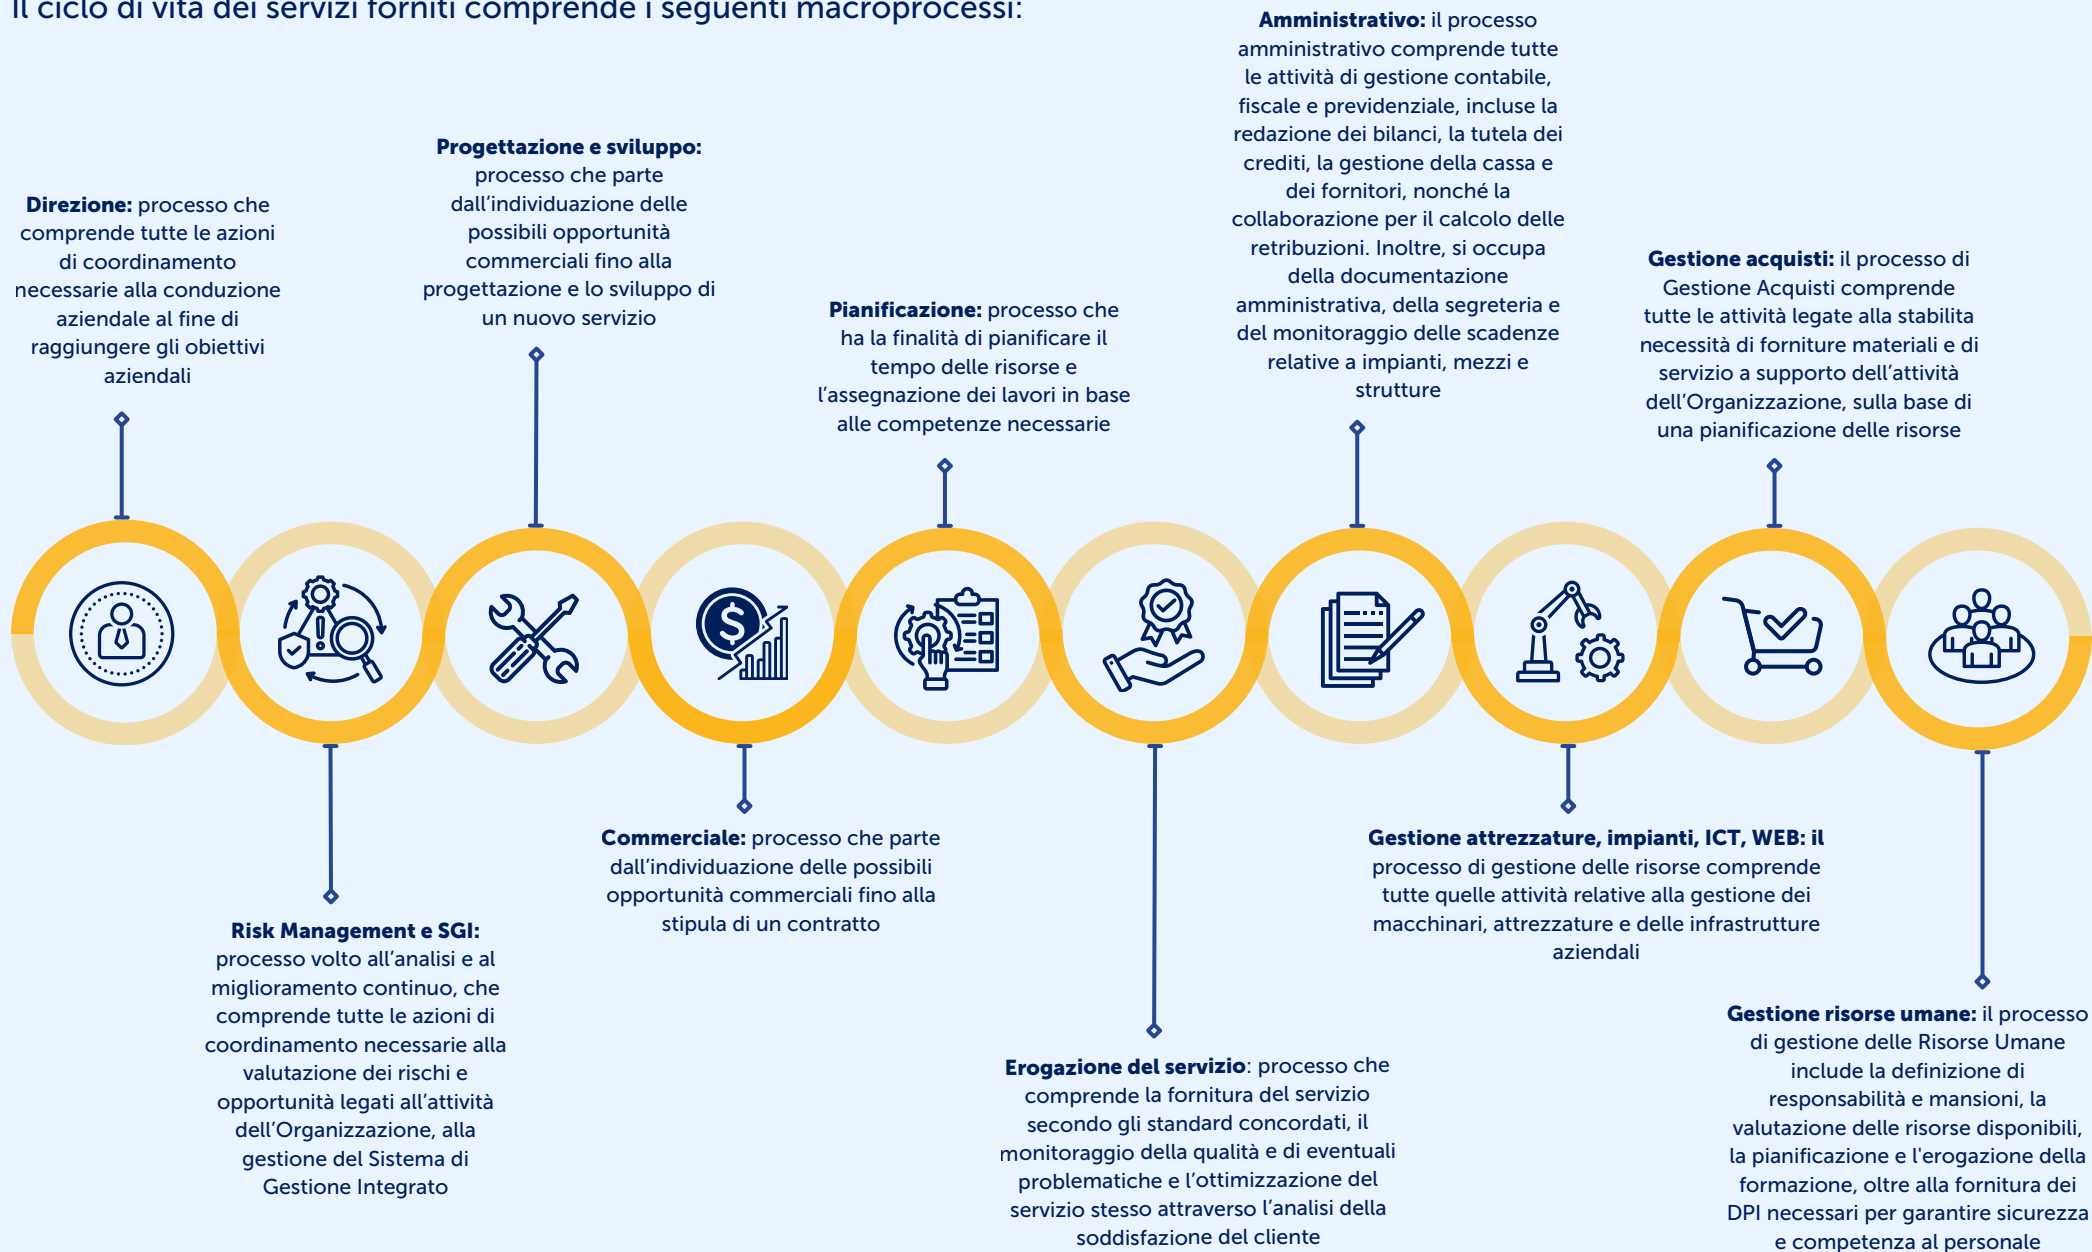 Il ciclo di vita dei servizi forniti comprende i seguenti macroprocessi:
Direzione: processo che
comprende tutte le azioni
di coordinamento
necessarie alla conduzione
aziendale al fine di
raggiungere gli obiettivi
aziendali
Risk Management e SGI:
processo volto all'analisi e al
miglioramento continuo, che
comprende tutte le azioni di
coordinamento necessarie alla
valutazione dei rischi e
opportunità legati all'attività
dell'Organizzazione, alla
gestione del Sistema di
Gestione Integrato
Progettazione e sviluppo:
processo che parte
dall'individuazione delle
possibili opportunità
commerciali fino alla
progettazione e lo sviluppo di
un nuovo servizio
Commerciale: processo che parte
dall'individuazione delle possibili
opportunità commerciali fino alla
stipula di un contratto
Pianificazione: processo che
ha la finalità di pianificare il
tempo delle risorse e
l'assegnazione dei lavori in base
alle competenze necessarie
Erogazione del servizio: processo che
comprende la fornitura del servizio
secondo gli standard concordati, il
monitoraggio della qualità e di eventuali
problematiche e l'ottimizzazione del
servizio stesso attraverso l'analisi della
soddisfazione del cliente
Amministrativo: il processo
amministrativo comprende tutte
le attività di gestione contabile,
fiscale e previdenziale, incluse la
redazione dei bilanci, la tutela dei
crediti, la gestione della cassa e
dei fornitori, nonché la
collaborazione per il calcolo delle
retribuzioni. Inoltre, si occupa
della documentazione
amministrativa, della segreteria e
del monitoraggio delle scadenze
relative a impianti, mezzi e
strutture
Gestione attrezzature, impianti, ICT, WEB: il
processo di gestione delle risorse comprende
tutte quelle attività relative alla gestione dei
macchinari, attrezzature e delle infrastrutture
aziendali
Gestione acquisti: il processo di
Gestione Acquisti comprende
tutte le attività legate alla stabilita
necessità di forniture materiali e di
servizio a supporto dell'attività
dell'Organizzazione, sulla base di
una pianificazione delle risorse
Gestione risorse umane: il processo
di gestione delle Risorse Umane
include la definizione di
responsabilità e mansioni, la
valutazione delle risorse disponibili,
la pianificazione e l'erogazione della
formazione, oltre alla fornitura dei
DPI necessari per garantire sicurezza
e competenza al personale